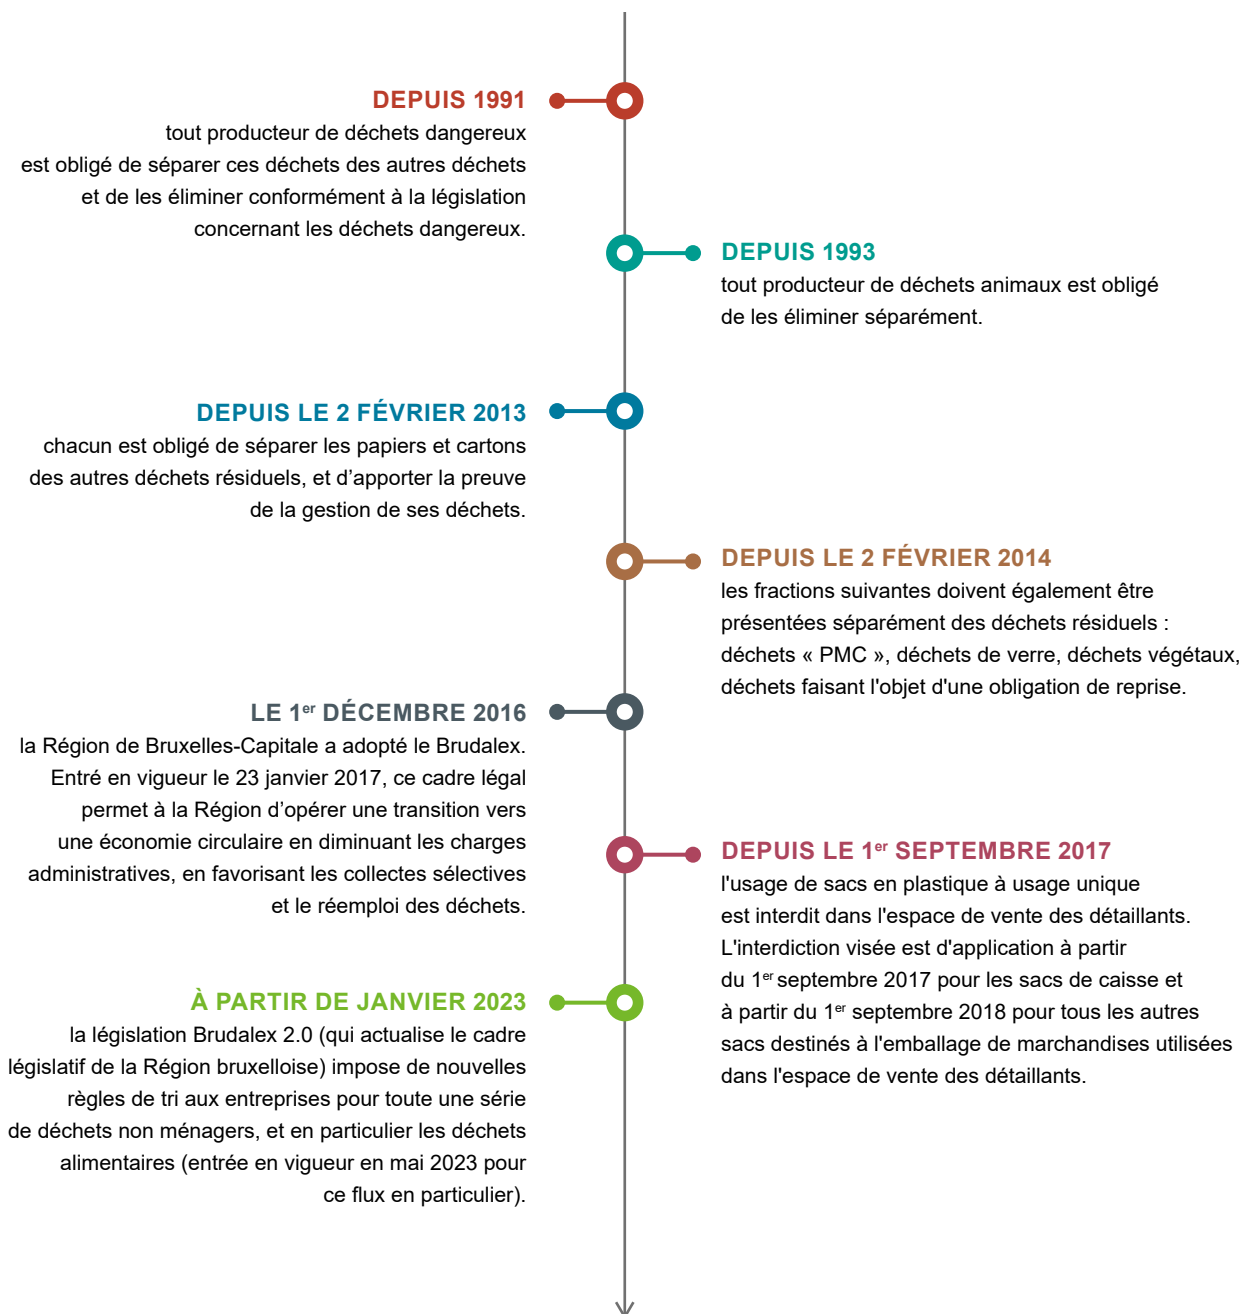 DEPUIS 1991
tout producteur de déchets dangereux
est obligé de séparer ces déchets des autres déchets
et de les éliminer conformément à la législation
concernant les déchets dangereux.
DEPUIS 1993
tout producteur de déchets animaux est obligé
de les éliminer séparément.
DEPUIS LE 2 FÉVRIER 2013
chacun est obligé de séparer les papiers et cartons
des autres déchets résiduels, et d’apporter la preuve
de la gestion de ses déchets.
DEPUIS LE 2 FÉVRIER 2014
les fractions suivantes doivent également être
présentées séparément des déchets résiduels :
déchets « PMC », déchets de verre, déchets végétaux,
déchets faisant l'objet d'une obligation de reprise.
LE 1er DÉCEMBRE 2016
la Région de Bruxelles-Capitale a adopté le Brudalex.
Entré en vigueur le 23 janvier 2017, ce cadre légal
permet à la Région d’opérer une transition vers
une économie circulaire en diminuant les charges
administratives, en favorisant les collectes sélectives
et le réemploi des déchets.
DEPUIS LE 1er SEPTEMBRE 2017
l'usage de sacs en plastique à usage unique
est interdit dans l'espace de vente des détaillants.
L'interdiction visée est d'application à partir
du 1er septembre 2017 pour les sacs de caisse et
à partir du 1er septembre 2018 pour tous les autres
sacs destinés à l'emballage de marchandises utilisées
dans l'espace de vente des détaillants.
À PARTIR DE JANVIER 2023
la législation Brudalex 2.0 (qui actualise le cadre
législatif de la Région bruxelloise) impose de nouvelles
règles de tri aux entreprises pour toute une série
de déchets non ménagers, et en particulier les déchets
alimentaires (entrée en vigueur en mai 2023 pour
ce flux en particulier).